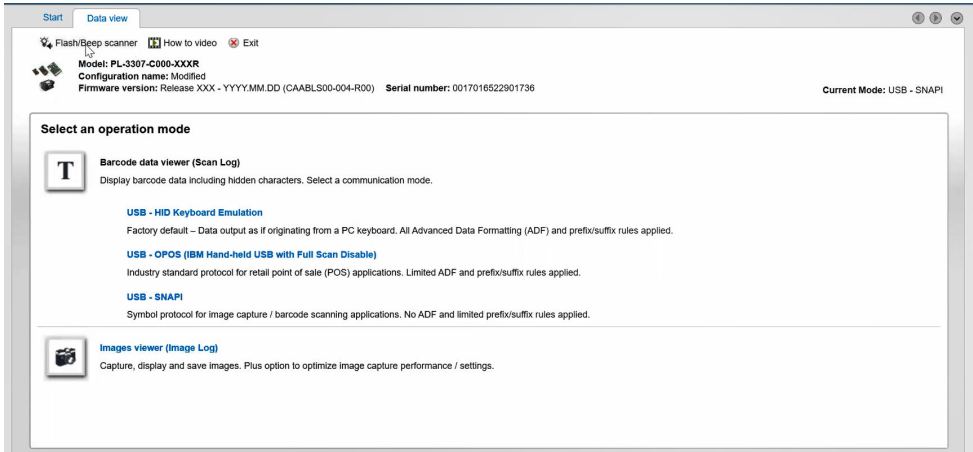 Start Data view
Flash/Beep scanner How to video Exit
Model: PL-3307-C000-XXXR
Configuration name: Modified
Firmware version: Release XXX - YYYY.MM.DD (CAABLS00-004-R00) Serial number: 0017016522901736 Current Mode: USB - SNAPI
Select an operation mode
T
Barcode data viewer (Scan Log)
Display barcode data including hidden characters. Select a communication mode.
USB - HID Keyboard Emulation
Factory default – Data output as if originating from a PC keyboard. All Advanced Data Formatting (ADF) and prefix/suffix rules applied.
USB - OPOS (IBM Hand-held USB with Full Scan Disable)
Industry standard protocol for retail point of sale (POS) applications. Limited ADF and prefix/suffix rules applied.
USB - SNAPI
Symbol protocol for image capture / barcode scanning applications. No ADF and limited prefix/suffix rules applied.
Images viewer (Image Log)
Capture, display and save images. Plus option to optimize image capture performance / settings.